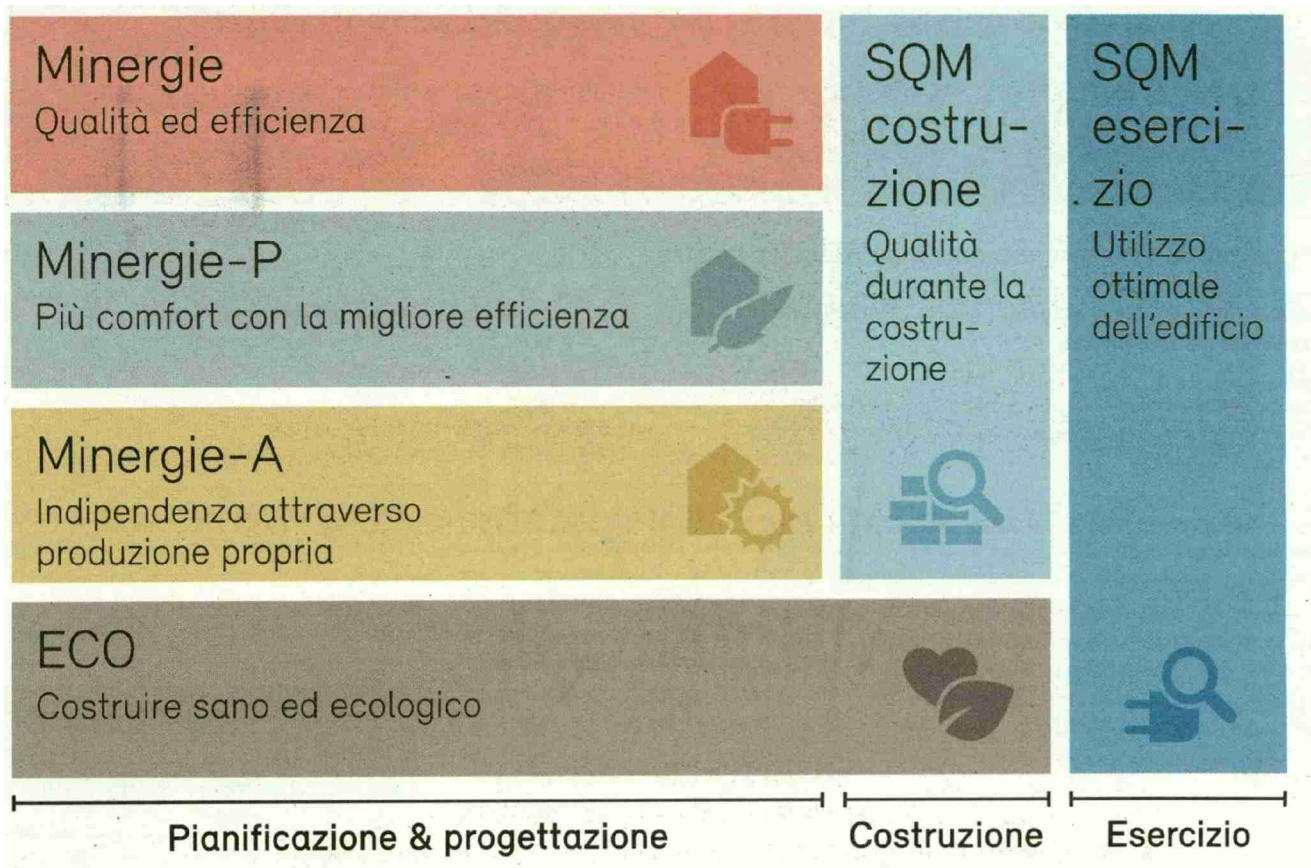 Minergie
Qualità ed efficienza
Minergie-P
Più comfort con la migliore efficienza
Minergie-A
Indipendenza attraverso
produzione propria
ECO
Costruire sano ed ecologico
SQM
costru-
zione
Qualità
durante la
costru-
zione
SQM
eserci-
zio
Utilizzo
ottimale
dell'edificio
Pianificazione & progettazione
Costruzione
Esercizio